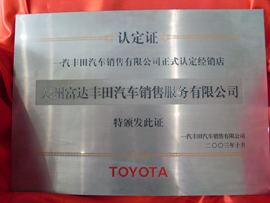 认定证
一汽丰田汽车销售有限公司正式认定经销店
州富达丰田汽车销售服务有限公司
特颁发此证
一汽丰田汽车销售有限公司
二〇〇三年十月
TOYOTA